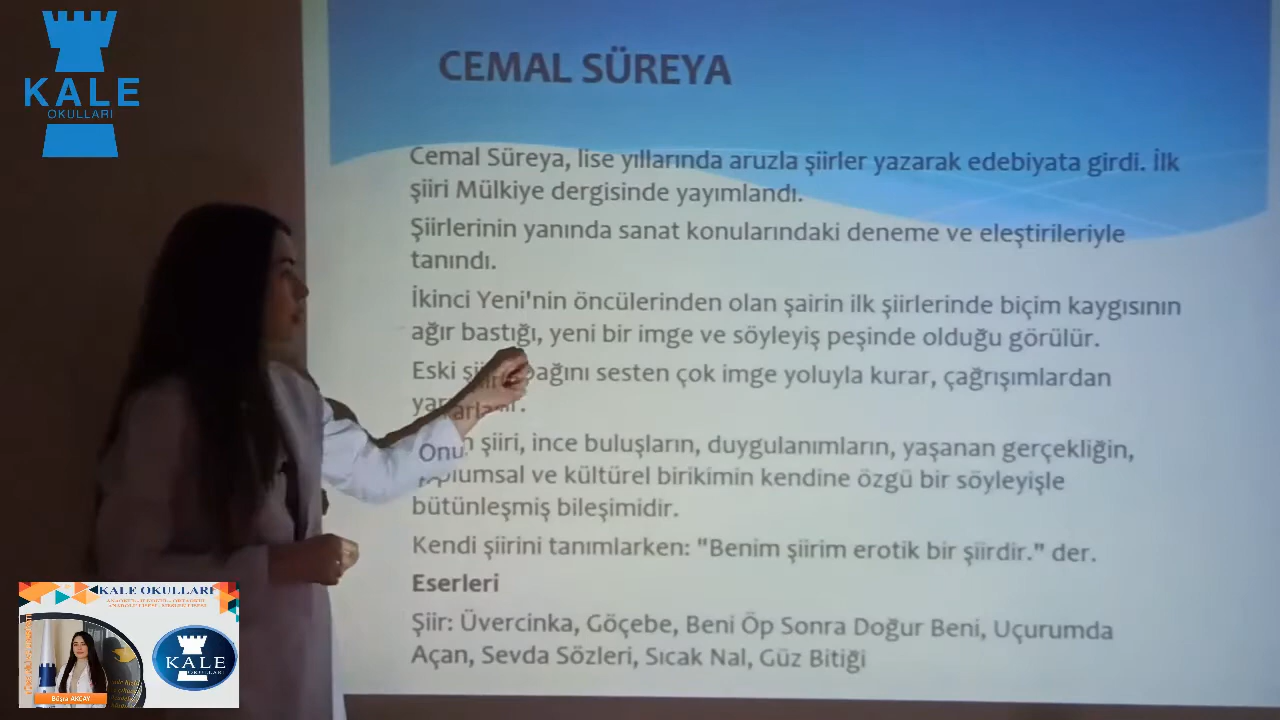 KALE
OKULLARI
CEMAL SÜREYA
Cemal Süreya, lise yıllarında aruzla şiirler yazarak edebiyata girdi. İlk
şiiri Mülkiye dergisinde yayımlandı.
Şiirlerinin yanında sanat konularındaki deneme ve eleştirileriyle
tanındı.
İkinci Yeni'nin öncülerinden olan şairin ilk şiirlerinde biçim kaygısının
ağır bastığı, yeni bir imge ve söyleyiş peşinde olduğu görülür.
Eski bağını sesten çok imge yoluyla kurar, çağrışımlardan
şiiri, ince buluşların, duygulanımların, yaşanan gerçekliğin,
ve kültürel birikimin kendine özgü bir söyleyişle
bütünleşmiş bileşimidir.
Kendi şiirini tanımlarken: "Benim şiirim erotik bir şiirdir." der.
Eserleri
Şiir: Üvercinka, Göçebe, Beni Öp Sonra Doğur Beni, Uçurumda
Açan, Sevda Sözleri, Sıcak Nal, Güz Bitiği
KALE OKULLARI
KALE
OKULLARI
Büşra AKÇAY